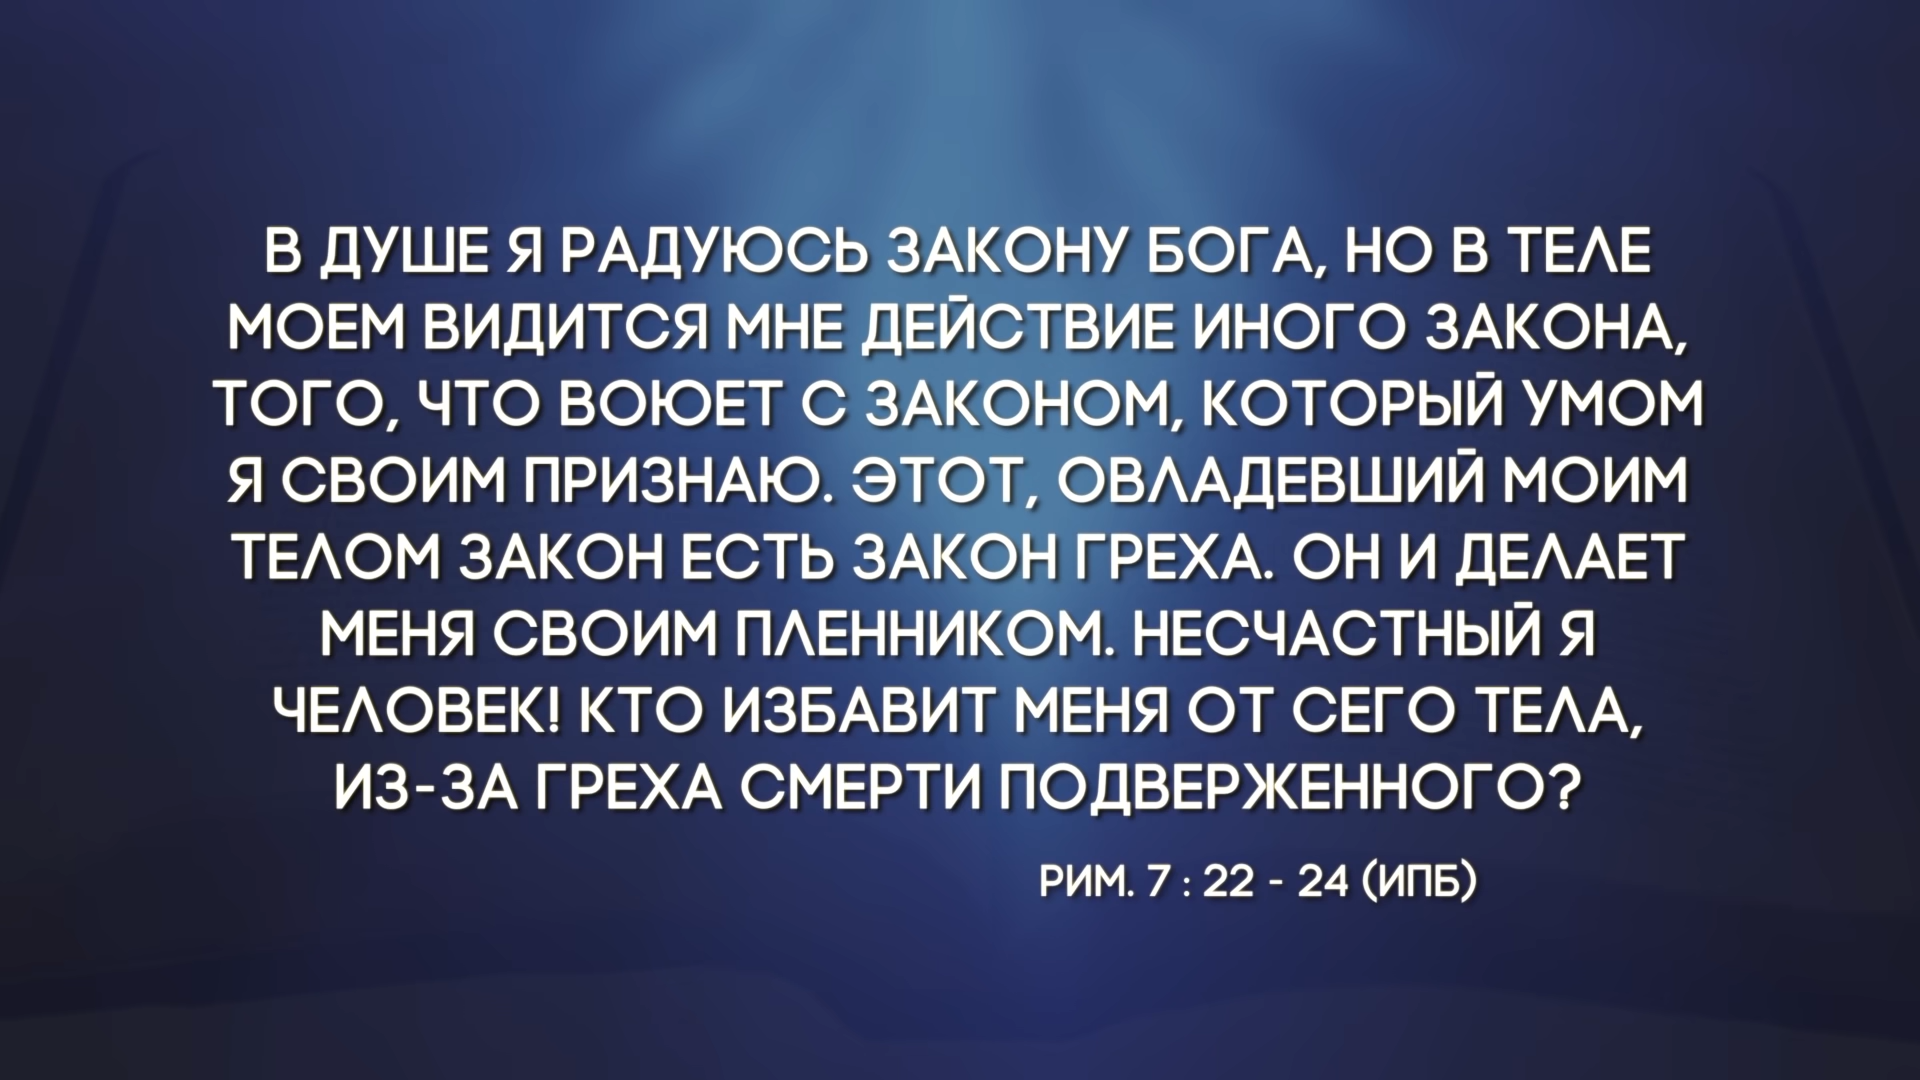 В ДУШЕ Я РАДУЮСЬ ЗАКОНУ БОГА, НО В ТЕЛЕ
МОЕМ ВИДИТСЯ МНЕ ДЕЙСТВИЕ ИНОГО ЗАКОНА,
ТОГО, ЧТО ВОЮЕТ С ЗАКОНОМ, КОТОРЫЙ УМОМ
Я СВОИМ ПРИЗНАЮ. ЭТОТ, ОВЛАДЕВШИЙ МОИМ
ТЕЛОМ ЗАКОН ЕСТЬ ЗАКОН ГРЕХА. ОН И ДЕЛАЕТ
МЕНЯ СВОИМ ПЛЕННИКОМ. НЕСЧАСТНЫЙ Я
ЧЕЛОВЕК! КТО ИЗБАВИТ МЕНЯ ОТ СЕГО ТЕЛА,
ИЗ-ЗА ГРЕХА СМЕРТИ ПОДВЕРЖЕННОГО?
РИМ. 7 : 22 - 24 (ИПБ)